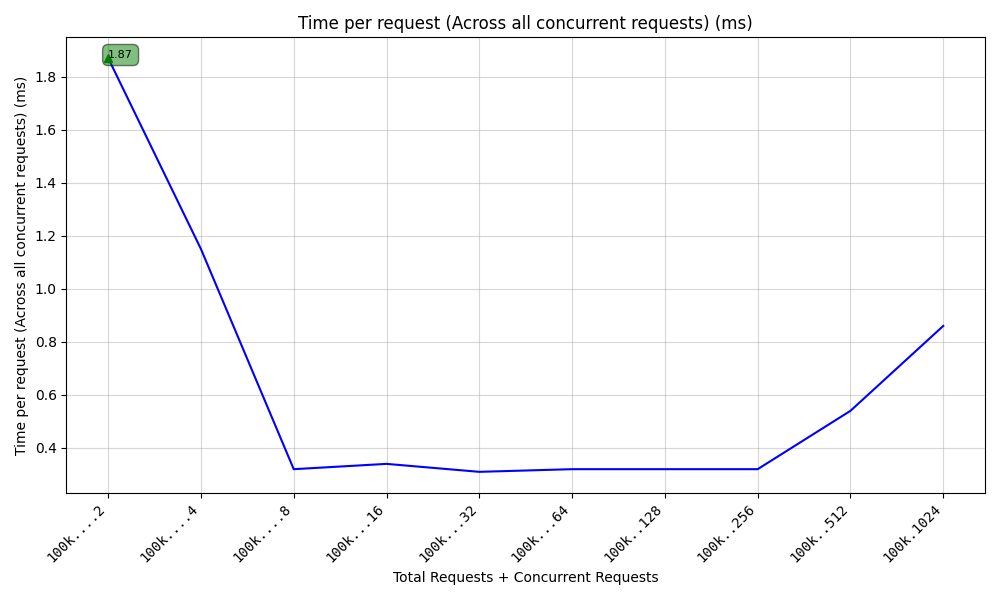 Time per request (Across all concurrent requests) (ms)
1.87
Time per request (Across all concurrent requests) (ms)
1.8
1.6
1.4
1.2
1.0
0.8
0.6
0.4
100k....2
100k....4
100k....8
100k...16
100k...32
100k...64
100k..128
100k..256
100k..512
100k.1024
Total Requests + Concurrent Requests